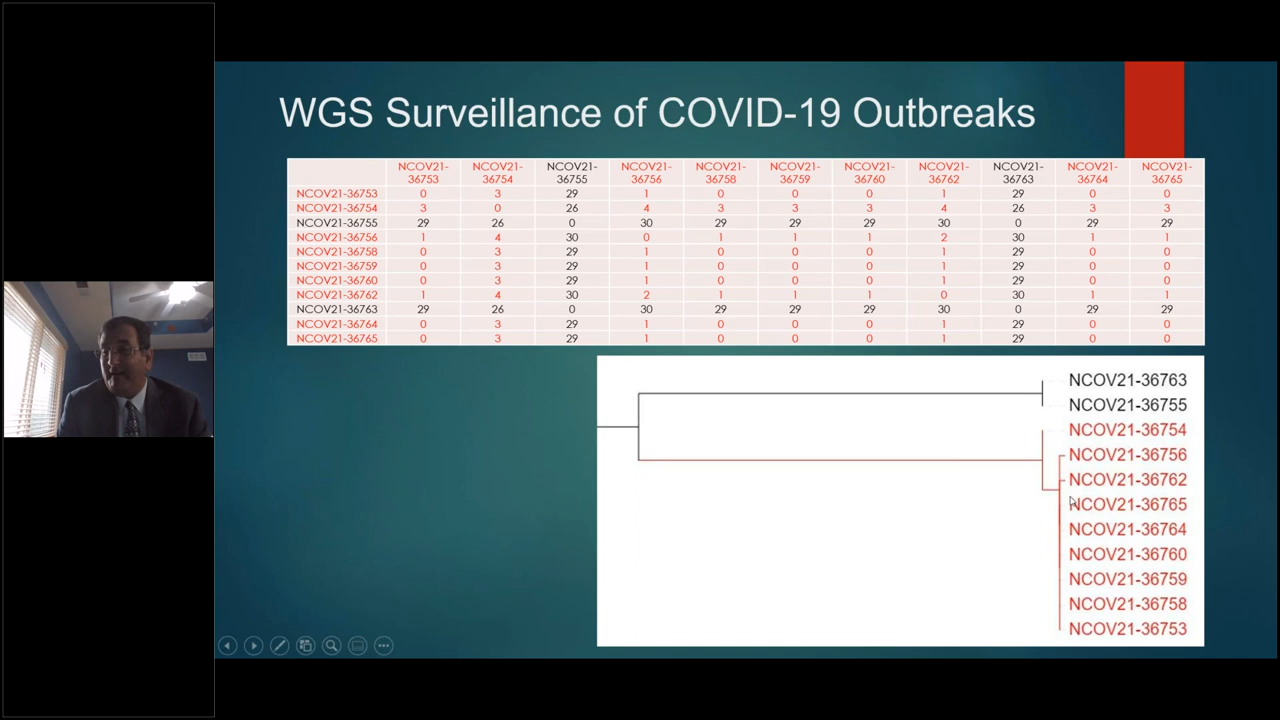 WGS Surveillance of COVID-19 Outbreaks
NCOV21-36753 NCOV21-36754 NCOV21-36755 NCOV21-36756 NCOV21-36758 NCOV21-36759 NCOV21-36760 NCOV21-36762 NCOV21-36763 NCOV21-36764 NCOV21-36765
NCOV21-36753 0 3 29 1 0 0 0 1 29 0 0
NCOV21-36754 3 0 26 4 3 3 3 4 26 3 3
NCOV21-36755 29 26 0 30 29 29 29 30 0 29 29
NCOV21-36756 1 4 30 0 1 1 1 2 30 1 1
NCOV21-36758 0 3 29 1 0 0 0 1 29 0 0
NCOV21-36759 0 3 29 1 0 0 0 1 29 0 0
NCOV21-36760 0 3 29 1 0 0 0 1 29 0 0
NCOV21-36762 1 4 30 2 1 1 1 0 30 1 1
NCOV21-36763 29 26 0 30 29 29 29 30 0 29 29
NCOV21-36764 0 3 29 1 0 0 0 1 29 0 0
NCOV21-36765 0 3 29 1 0 0 0 1 29 0 0
NCOV21-36763
NCOV21-36755
NCOV21-36754
NCOV21-36756
NCOV21-36762
NCOV21-36765
NCOV21-36764
NCOV21-36760
NCOV21-36759
NCOV21-36758
NCOV21-36753